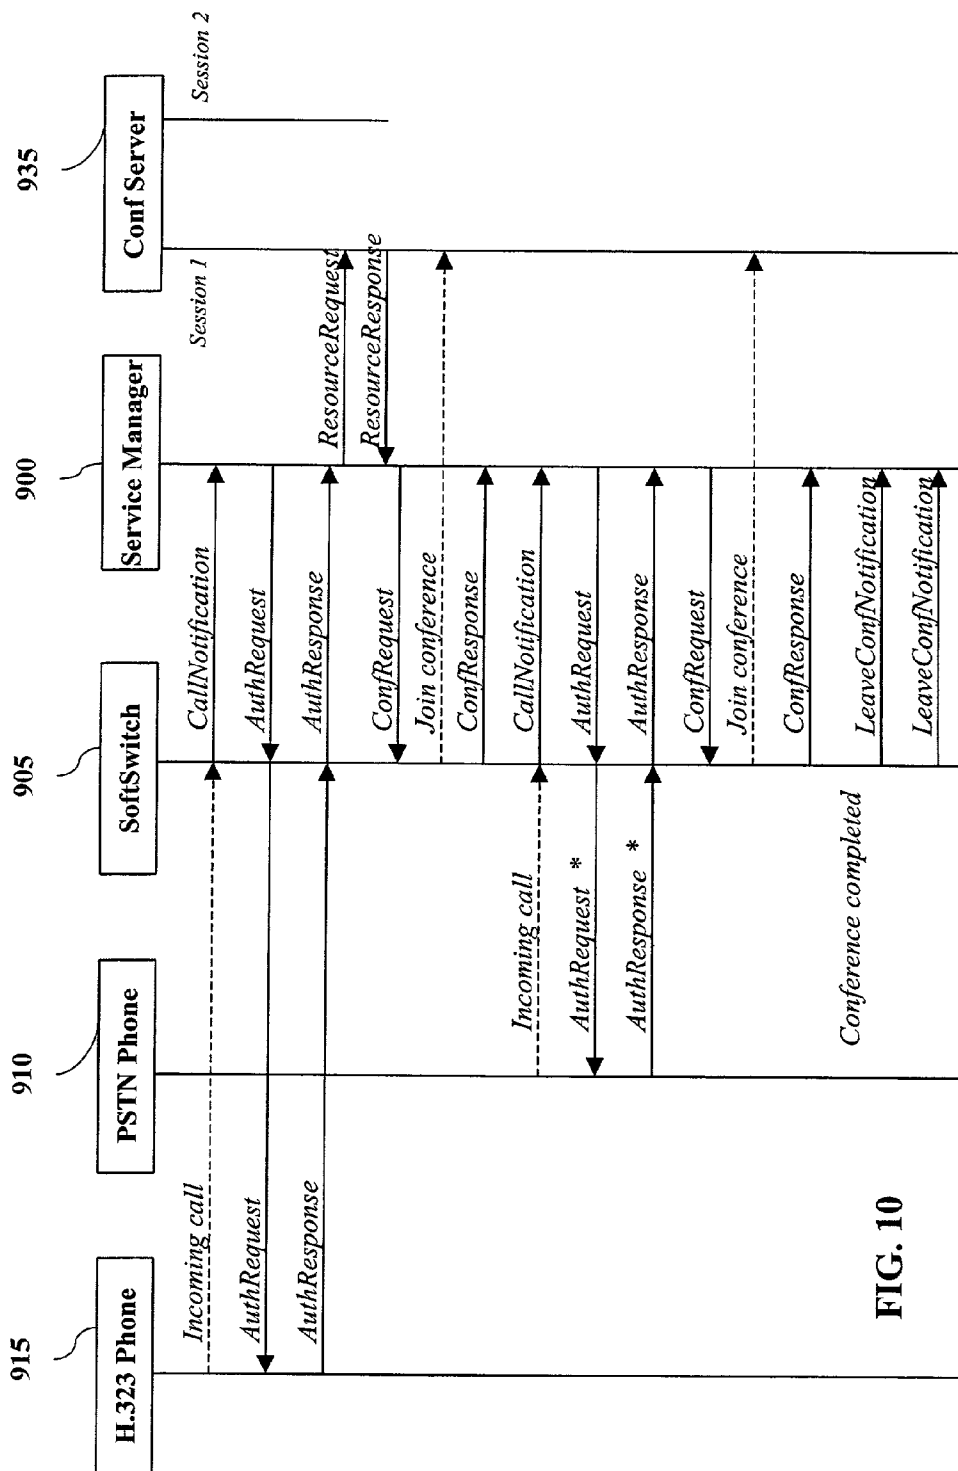 915
910
905
900
935
H.323 Phone
PSTN Phone
SoftSwitch
Service Manager
Conf Server
Session 1
Session 2
Incoming call
CallNotification
AuthRequest
AuthRequest
AuthResponse
AuthResponse
ResourceRequest
ResourceResponse
ConfRequest
Join conference
ConfResponse
Incoming call
CallNotification
AuthRequest *
AuthRequest
AuthResponse *
AuthResponse
ConfRequest
Join conference
ConfResponse
Conference completed
LeaveConfNotification
LeaveConfNotification
FIG. 10